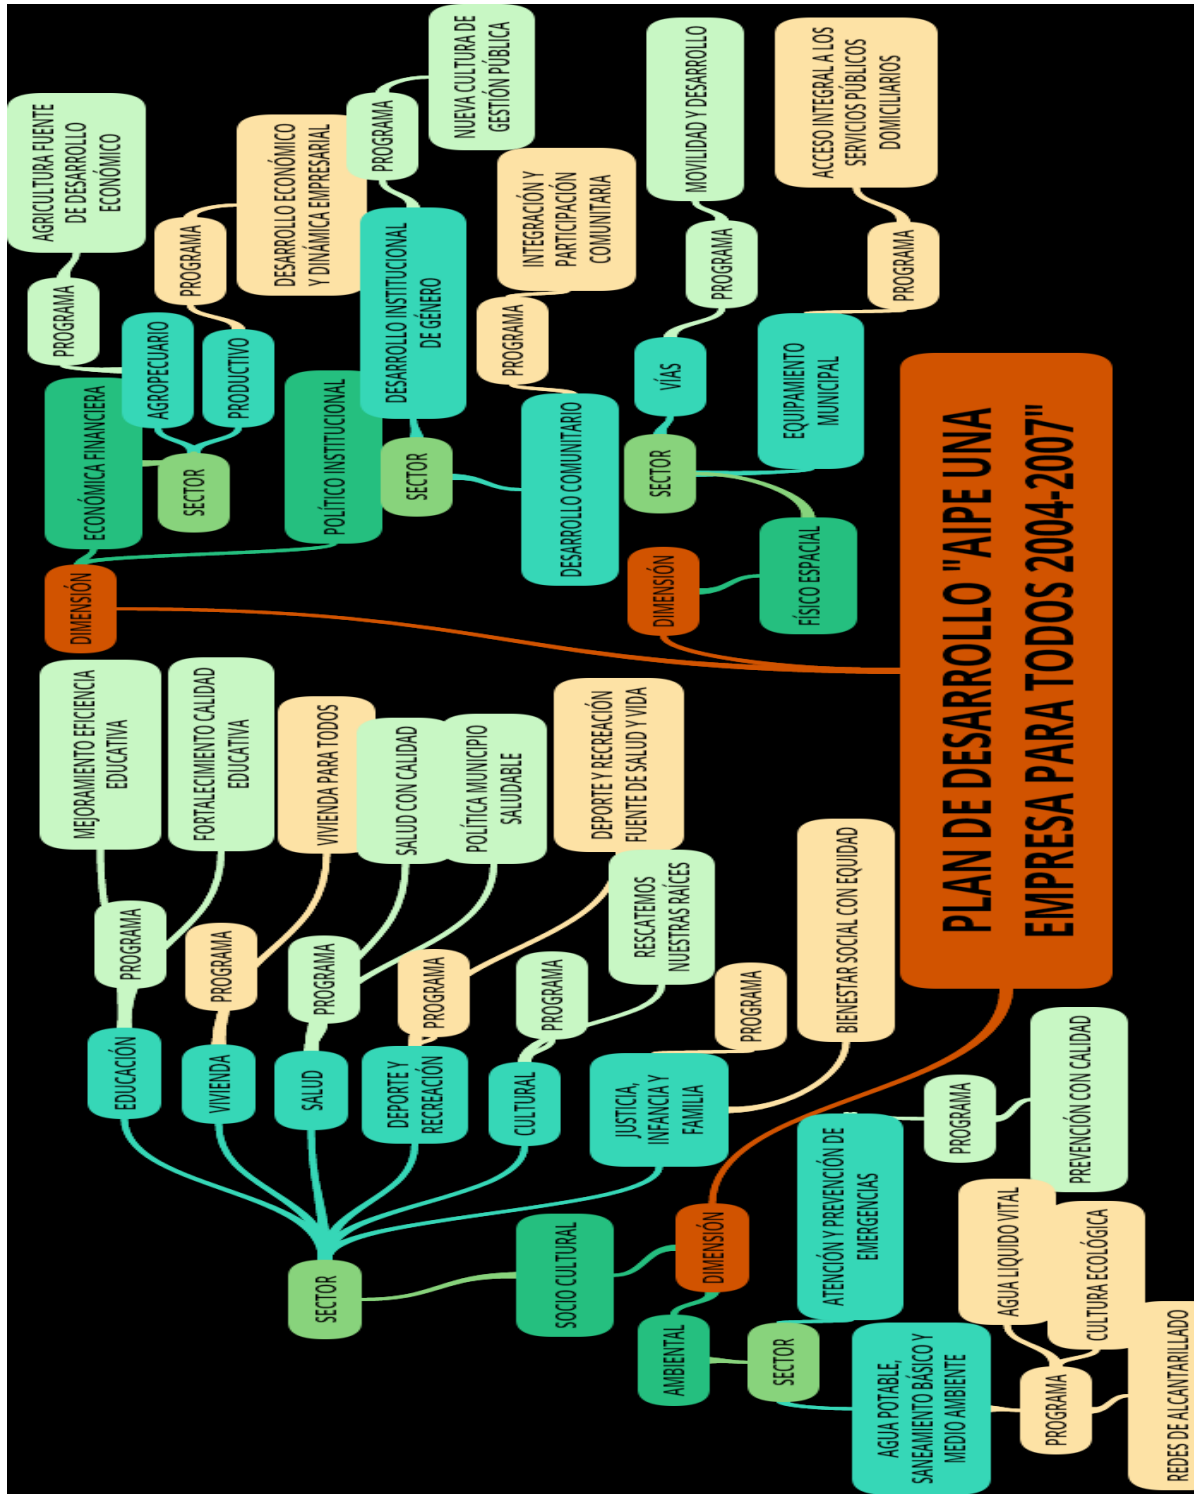 PLAN DE DESARROLLO "AIPE UNA
EMPRESA PARA TODOS 2004-2007"
DIMENSIÓN
ECONÓMICA FINANCIERA
SECTOR
AGROPECUARIO
PROGRAMA
AGRICULTURA FUENTE
DE DESARROLLO
ECONÓMICO
PRODUCTIVO
PROGRAMA
DESARROLLO ECONÓMICO
Y DINÁMICA EMPRESARIAL
POLÍTICO INSTITUCIONAL
SECTOR
DESARROLLO INSTITUCIONAL
DE GÉNERO
PROGRAMA
NUEVA CULTURA DE
GESTIÓN PÚBLICA
DESARROLLO COMUNITARIO
PROGRAMA
INTEGRACIÓN Y
PARTICIPACIÓN
COMUNITARIA
DIMENSIÓN
FÍSICO ESPACIAL
SECTOR
VÍAS
PROGRAMA
MOVILIDAD Y DESARROLLO
EQUIPAMIENTO
MUNICIPAL
PROGRAMA
ACCESO INTEGRAL A LOS
SERVICIOS PÚBLICOS
DOMICILIARIOS
DIMENSIÓN
SOCIO CULTURAL
SECTOR
EDUCACIÓN
PROGRAMA
MEJORAMIENTO EFICIENCIA
EDUCATIVA
FORTALECIMIENTO CALIDAD
EDUCATIVA
VIVIENDA
PROGRAMA
VIVIENDA PARA TODOS
SALUD
PROGRAMA
SALUD CON CALIDAD
POLÍTICA MUNICIPIO
SALUDABLE
DEPORTE Y
RECREACIÓN
PROGRAMA
DEPORTE Y RECREACIÓN
FUENTE DE SALUD Y VIDA
CULTURAL
PROGRAMA
RESCATEMOS
NUESTRAS RAÍCES
JUSTICIA,
INFANCIA Y
FAMILIA
PROGRAMA
BIENESTAR SOCIAL CON EQUIDAD
AMBIENTAL
SECTOR
ATENCIÓN Y PREVENCIÓN DE
EMERGENCIAS
PROGRAMA
PREVENCIÓN CON CALIDAD
AGUA POTABLE,
SANEAMIENTO BÁSICO Y
MEDIO AMBIENTE
PROGRAMA
AGUA LIQUIDO VITAL
CULTURA ECOLÓGICA
REDES DE ALCANTARILLADO